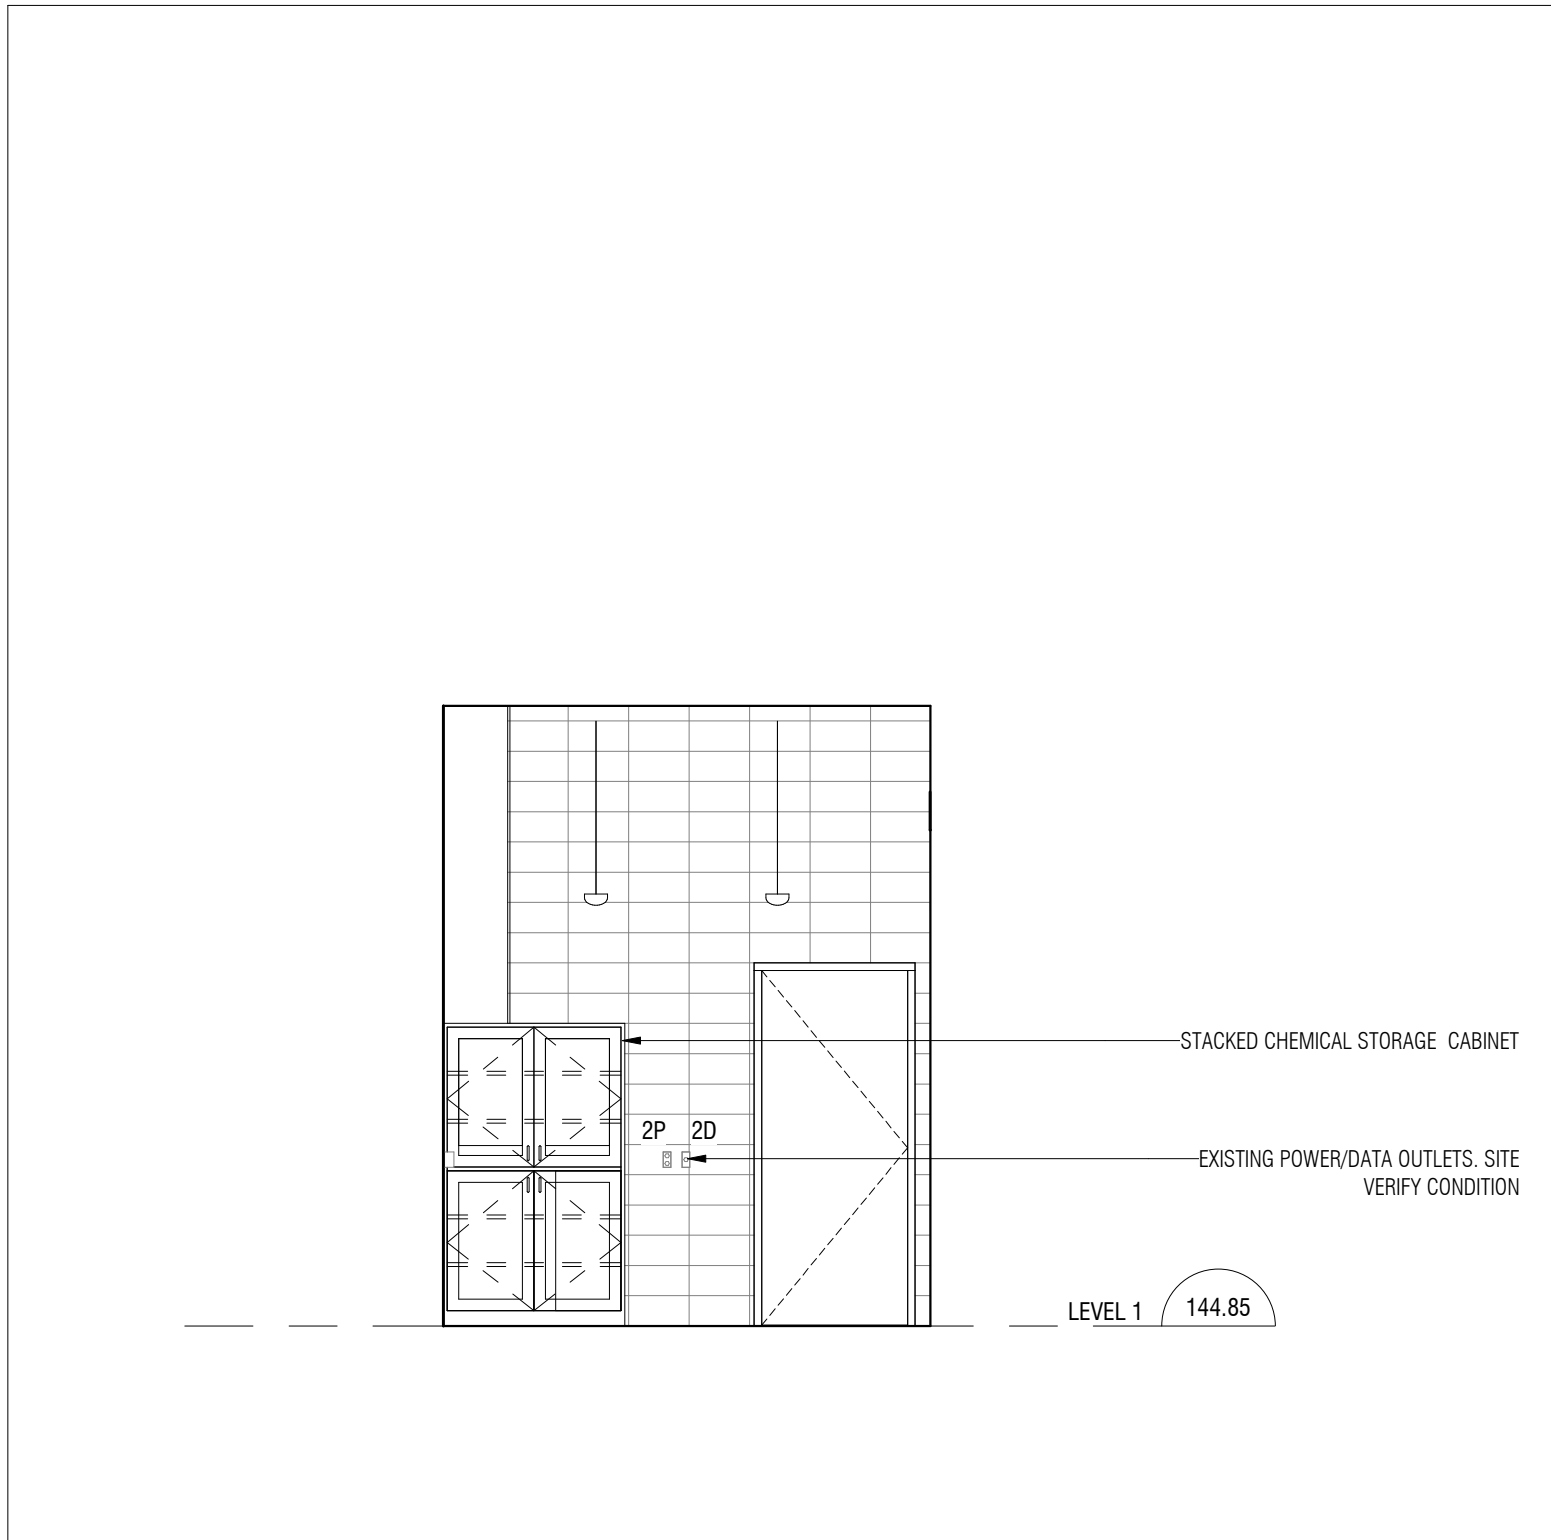 STACKED CHEMICAL STORAGE  CABINET
2P 2D
EXISTING POWER/DATA OUTLETS. SITE
VERIFY CONDITION
LEVEL 1 144.85